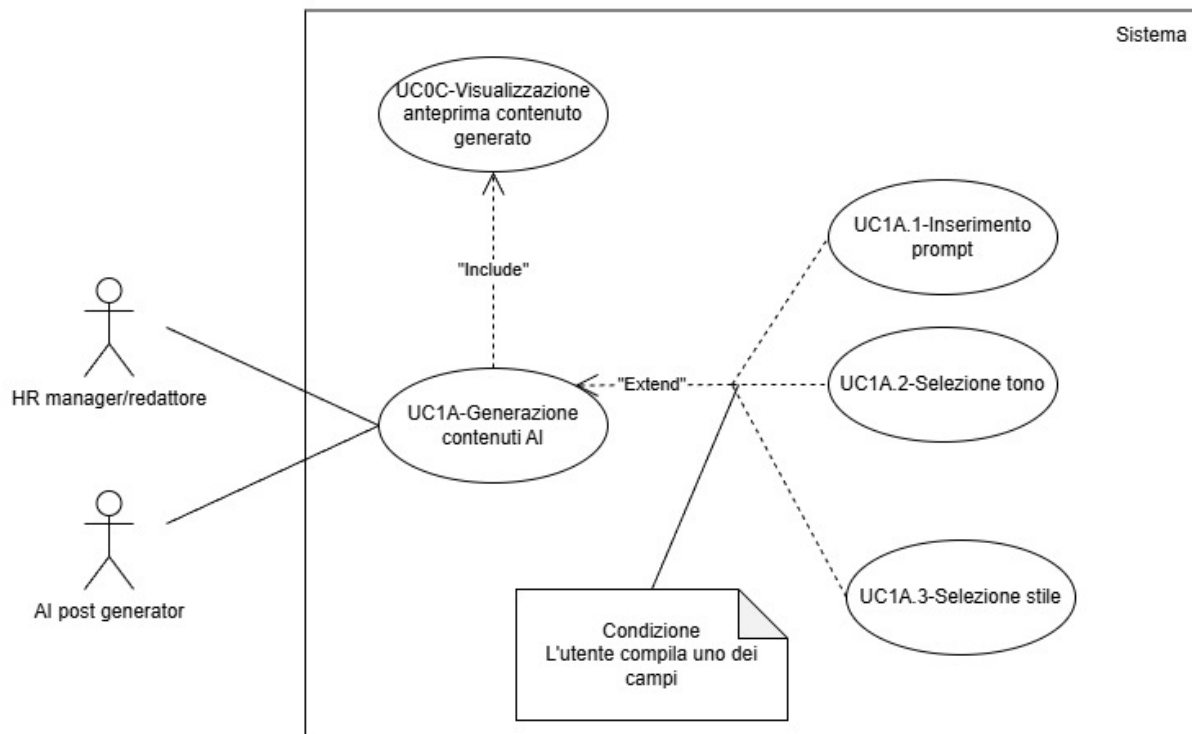 Sistema
UC0C-Visualizzazione
anteprima contenuto
generato
UC1A.1-Inserimento
prompt
"Include"
HR manager/redattore
"Extend"
UC1A.2-Selezione tono
UC1A-Generazione
contenuti AI
AI post generator
UC1A.3-Selezione stile
Condizione
L'utente compila uno dei
campi